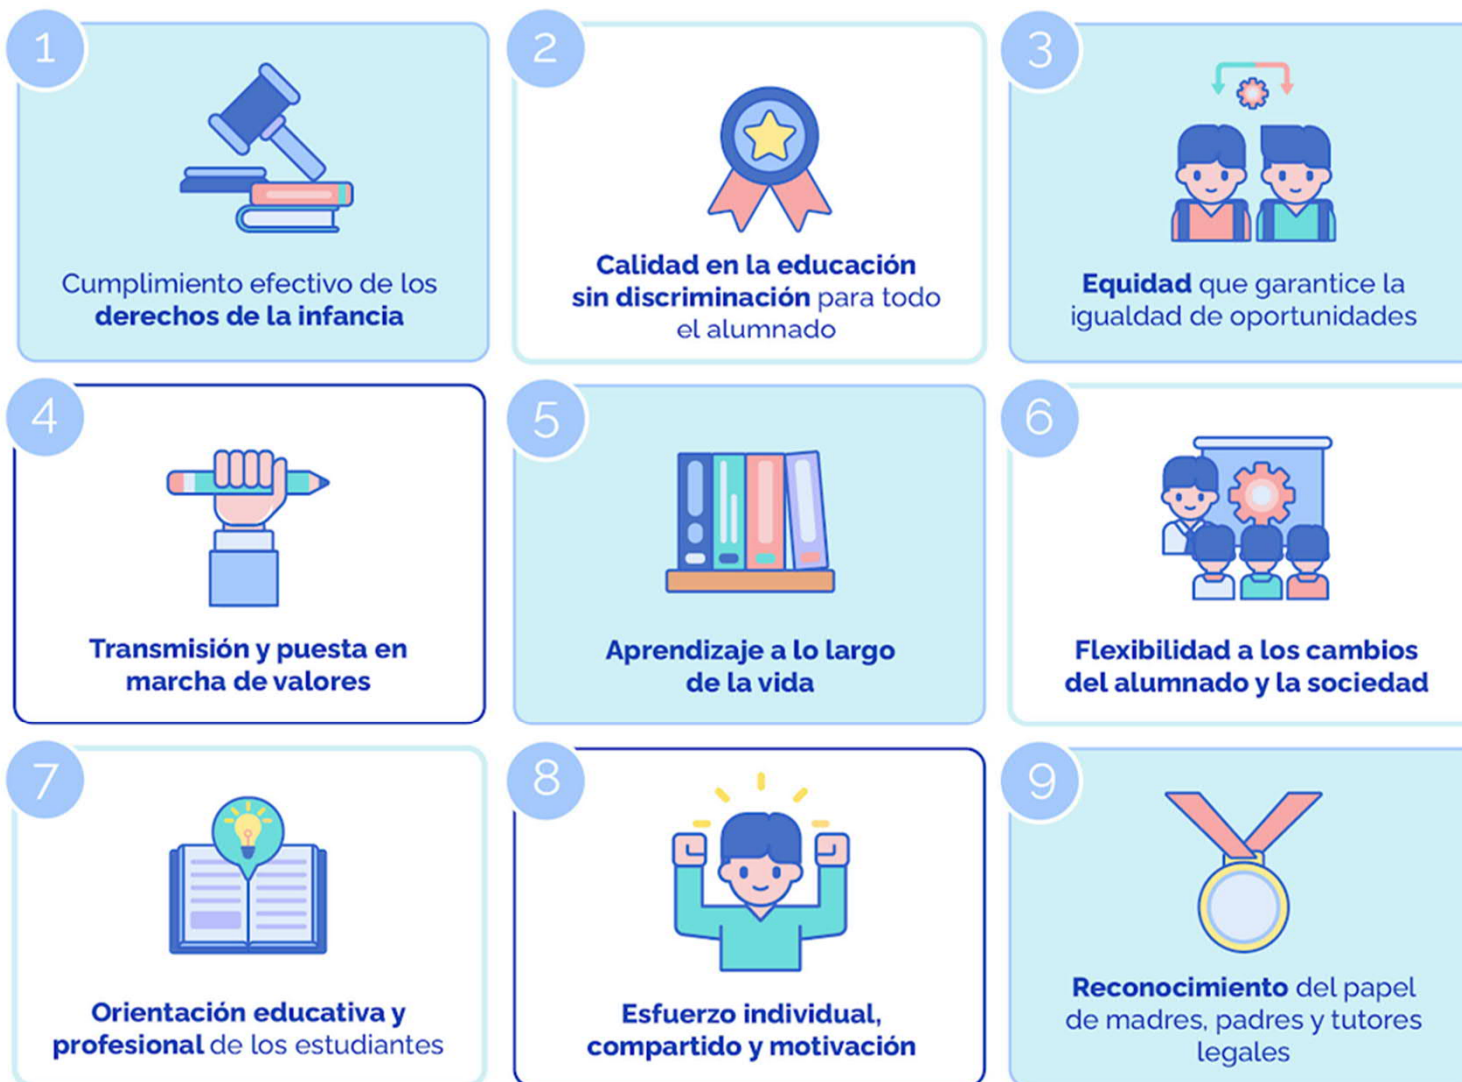 1
Cumplimiento efectivo de los
derechos de la infancia
2
Calidad en la educación
sin discriminación para todo
el alumnado
3
Equidad que garantice la
igualdad de oportunidades
4
Transmisión y puesta en
marcha de valores
5
Aprendizaje a lo largo
de la vida
6
Flexibilidad a los cambios
del alumnado y la sociedad
7
Orientación educativa y
profesional de los estudiantes
8
Esfuerzo individual,
compartido y motivación
9
Reconocimiento del papel
de madres, padres y tutores
legales